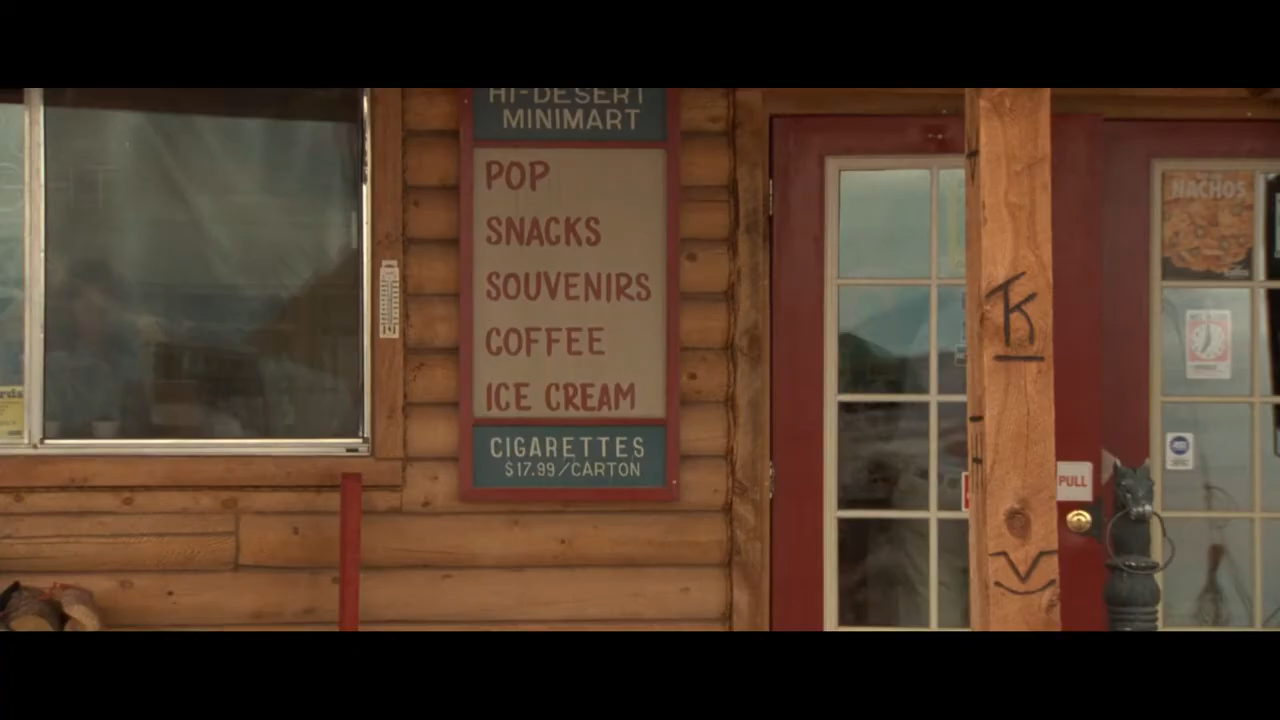 HI-DESERT
MINIMART
POP
SNACKS
SOUVENIRS
COFFEE
ICE CREAM
CIGARETTES
$17.99/CARTON
NACHOS
K
PULL